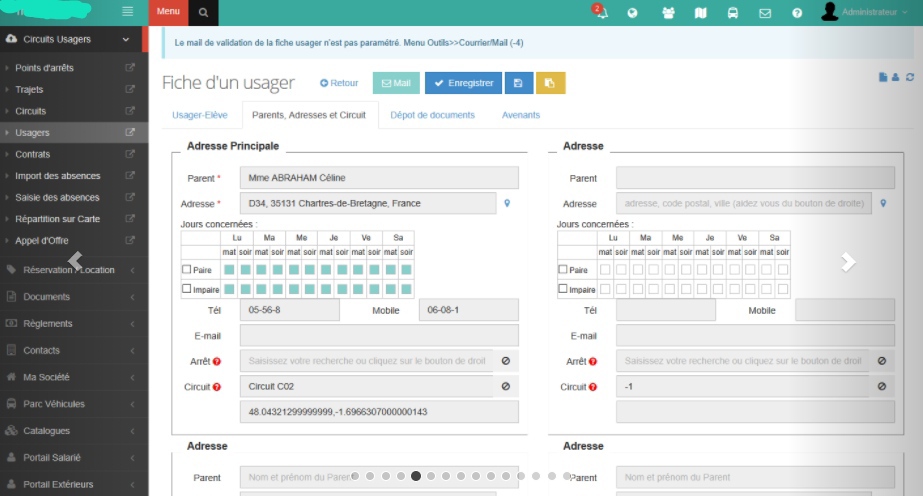 Menu
2
Administrateur
Circuits Usagers
Points d'arrêts
Trajets
Circuits
Usagers
Contrats
Import des absences
Saisie des absences
Répartition sur Carte
Appel d'Offre
Réservation / Location
Documents
Règlements
Contacts
Ma Société
Parc Véhicules
Catalogues
Portail Salarié
Portail Extérieurs
Le mail de validation de la fiche usager n'est pas paramétré. Menu Outils>>Courrier/Mail (-4)
Fiche d'un usager Retour Mail Enregistrer
Usager-Elève Parents, Adresses et Circuit Dépot de documents Avenants
Adresse Principale
Parent * Mme ABRAHAM Céline
Adresse * D34, 35131 Chartres-de-Bretagne, France
Jours concernées :
Lu Ma Me Je Ve Sa
mat soir mat soir mat soir mat soir mat soir mat soir
Paire
Impaire
Tél 05-56-8 Mobile 06-08-1
E-mail
Arrêt Saisissez votre recherche ou cliquez sur le bouton de droit
Circuit Circuit C02
48.04321299999999,-1.6966307000000143
Adresse
Parent
Adresse adresse, code postal, ville (aidez vous du bouton de droite)
Jours concernées :
Lu Ma Me Je Ve Sa
mat soir mat soir mat soir mat soir mat soir mat soir
Paire
Impaire
Tél Mobile
E-mail
Arrêt Saisissez votre recherche ou cliquez sur le bouton de droit
Circuit -1
Adresse
Parent Nom et prénom du Parent
Adresse
Parent Nom et prénom du Parent